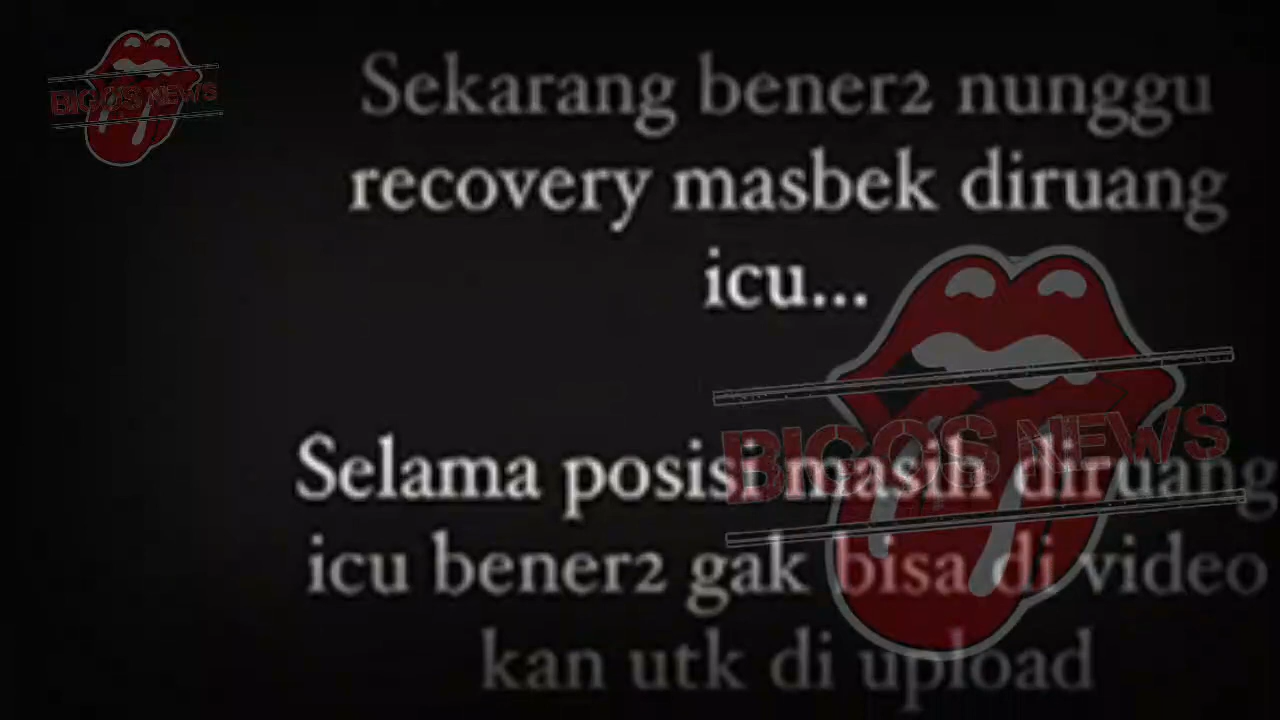 BIGOS NEWS
Sekarang bener2 nunggu
recovery masbek diruang
icu...
BIGOS NEWS
Selama posisi masih diruang
icu bener2 gak bisa di video
kan utk di upload